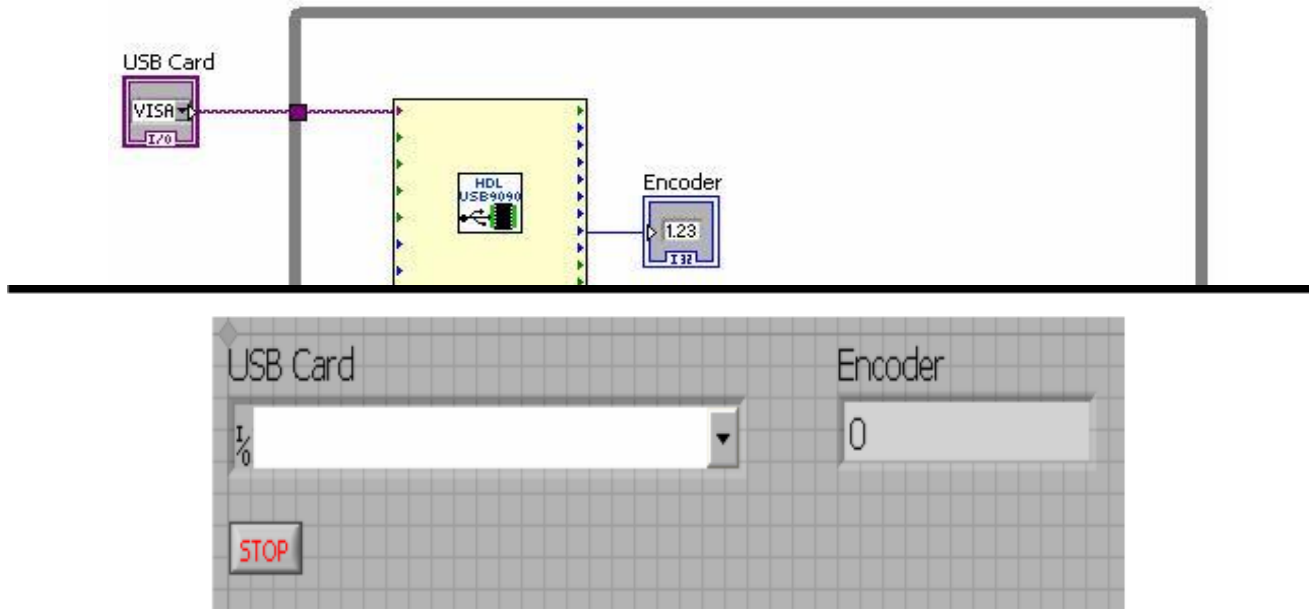 USB Card
VISA
I/O
HDL
USB9090
Encoder
1.23
I32
USB Card
Encoder
I/O
0
STOP